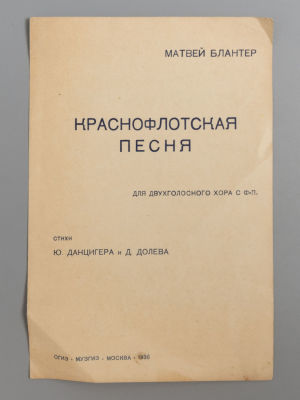 МАТВЕЙ БЛАНТЕР
КРАСНОФЛОТСКАЯ
ПЕСНЯ
ДЛЯ ДВУХГОЛОСНОГО ХОРА С Ф-П.
СТИХИ
Ю. ДАНЦИГЕРА и Д. ДОЛЕВА
ОГИЗ - МУЗГИЗ - МОСКВА - 1936